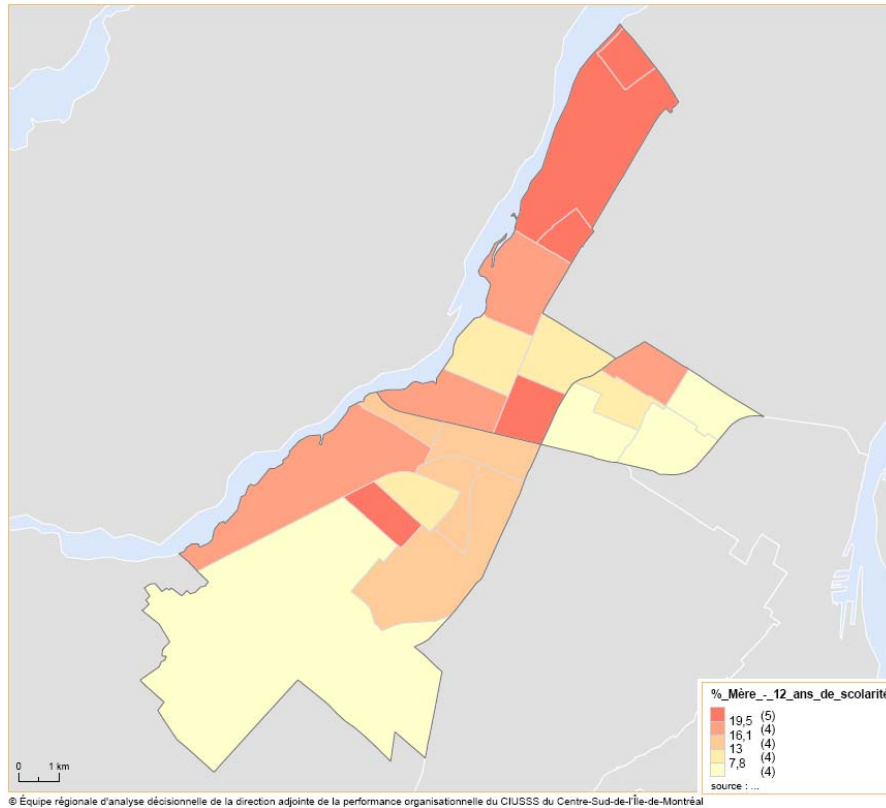 %_Mère_-_12_ans_de_scolarité
19,5 (5)
16,1 (4)
13 (4)
7,8 (4)
(4)
source : ...
0 1 km
© Équipe régionale d'analyse décisionnelle de la direction adjointe de la performance organisationnelle du CIUSSS du Centre-Sud-de-l'Île-de-Montréal